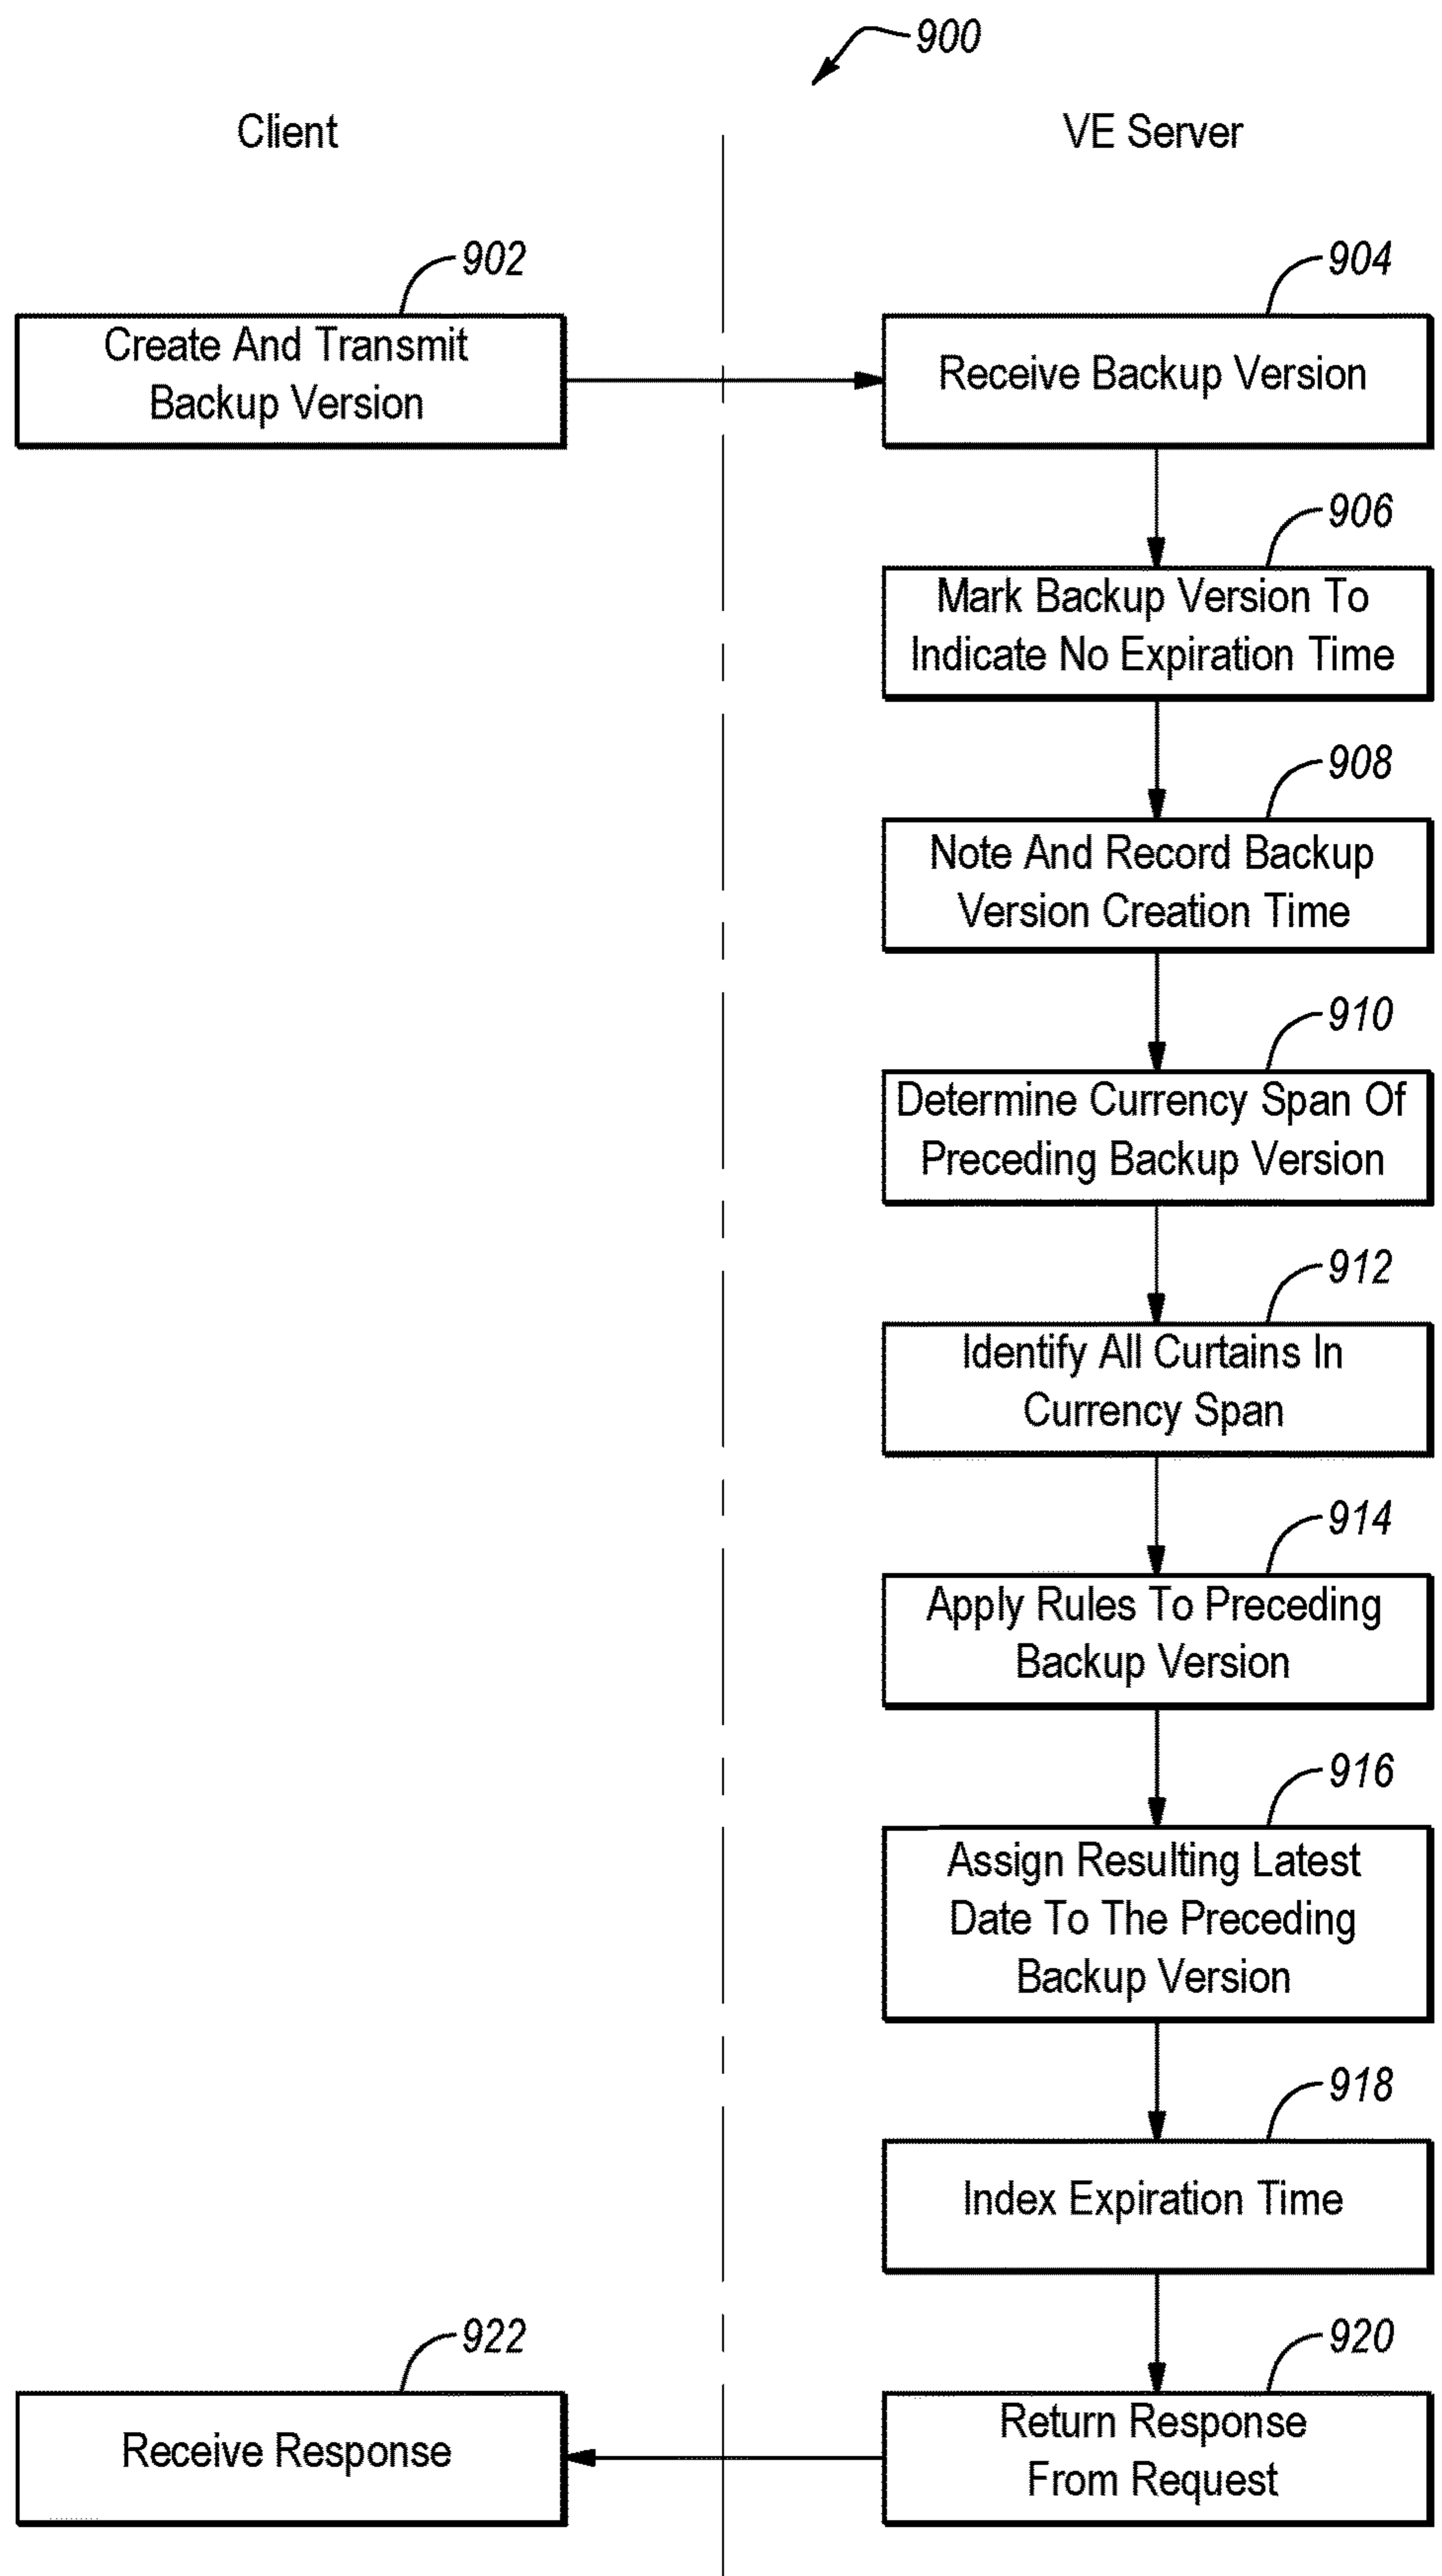 900
Client
VE Server
902
904
Create And Transmit
Backup Version
Receive Backup Version
906
Mark Backup Version To
Indicate No Expiration Time
908
Note And Record Backup
Version Creation Time
910
Determine Currency Span Of
Preceding Backup Version
912
Identify All Curtains In
Currency Span
914
Apply Rules To Preceding
Backup Version
916
Assign Resulting Latest
Date To The Preceding
Backup Version
918
Index Expiration Time
922
920
Receive Response
Return Response
From Request